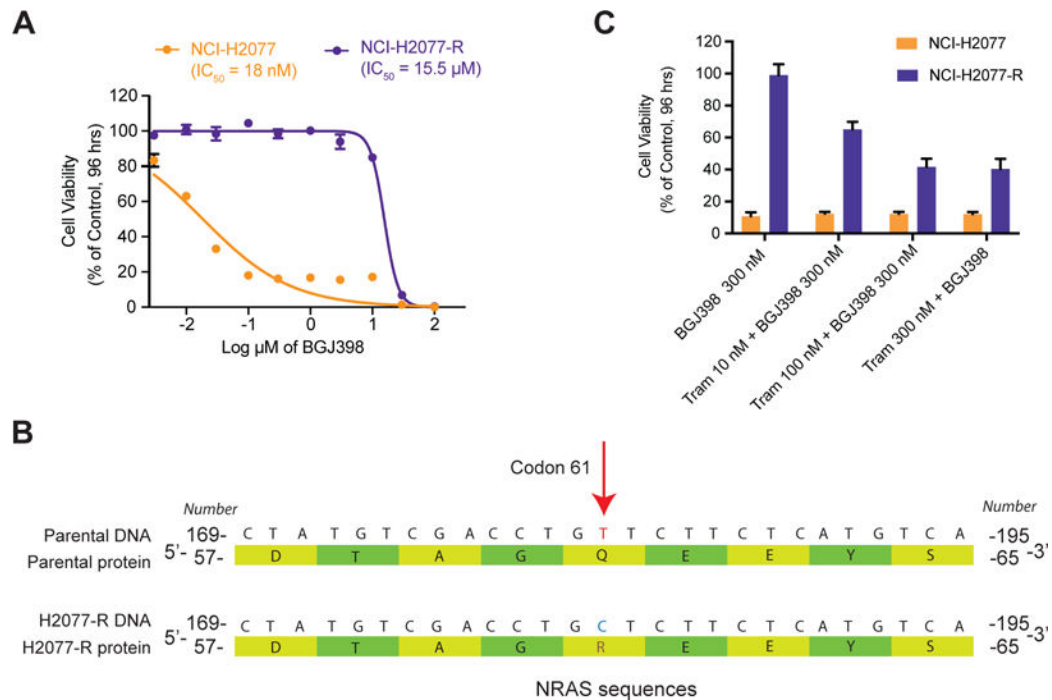 A
NCI-H2077
(IC50 = 18 nM)
NCI-H2077-R
(IC50 = 15.5 µM)
Cell Viability
(% of Control, 96 hrs)
120
100
80
60
40
20
0
-2
-1
0
1
2
Log µM of BGJ398
C
NCI-H2077
NCI-H2077-R
Cell Viability
(% of Control, 96 hrs)
120
100
80
60
40
20
0
BGJ398 300 nM
Tram 10 nM + BGJ398 300 nM
Tram 100 nM + BGJ398 300 nM
Tram 300 nM + BGJ398
B
Codon 61
Number
Number
Parental DNA 169- C T A T G T C G A C C T G T T C T T C T C A T G T C A -195
5'- -3'
Parental protein 57- D T A G Q E E Y S -65
H2077-R DNA 169- C T A T G T C G A C C T G C T C T T C T C A T G T C A -195
5'- -3'
H2077-R protein 57- D T A G R E E Y S -65
NRAS sequences